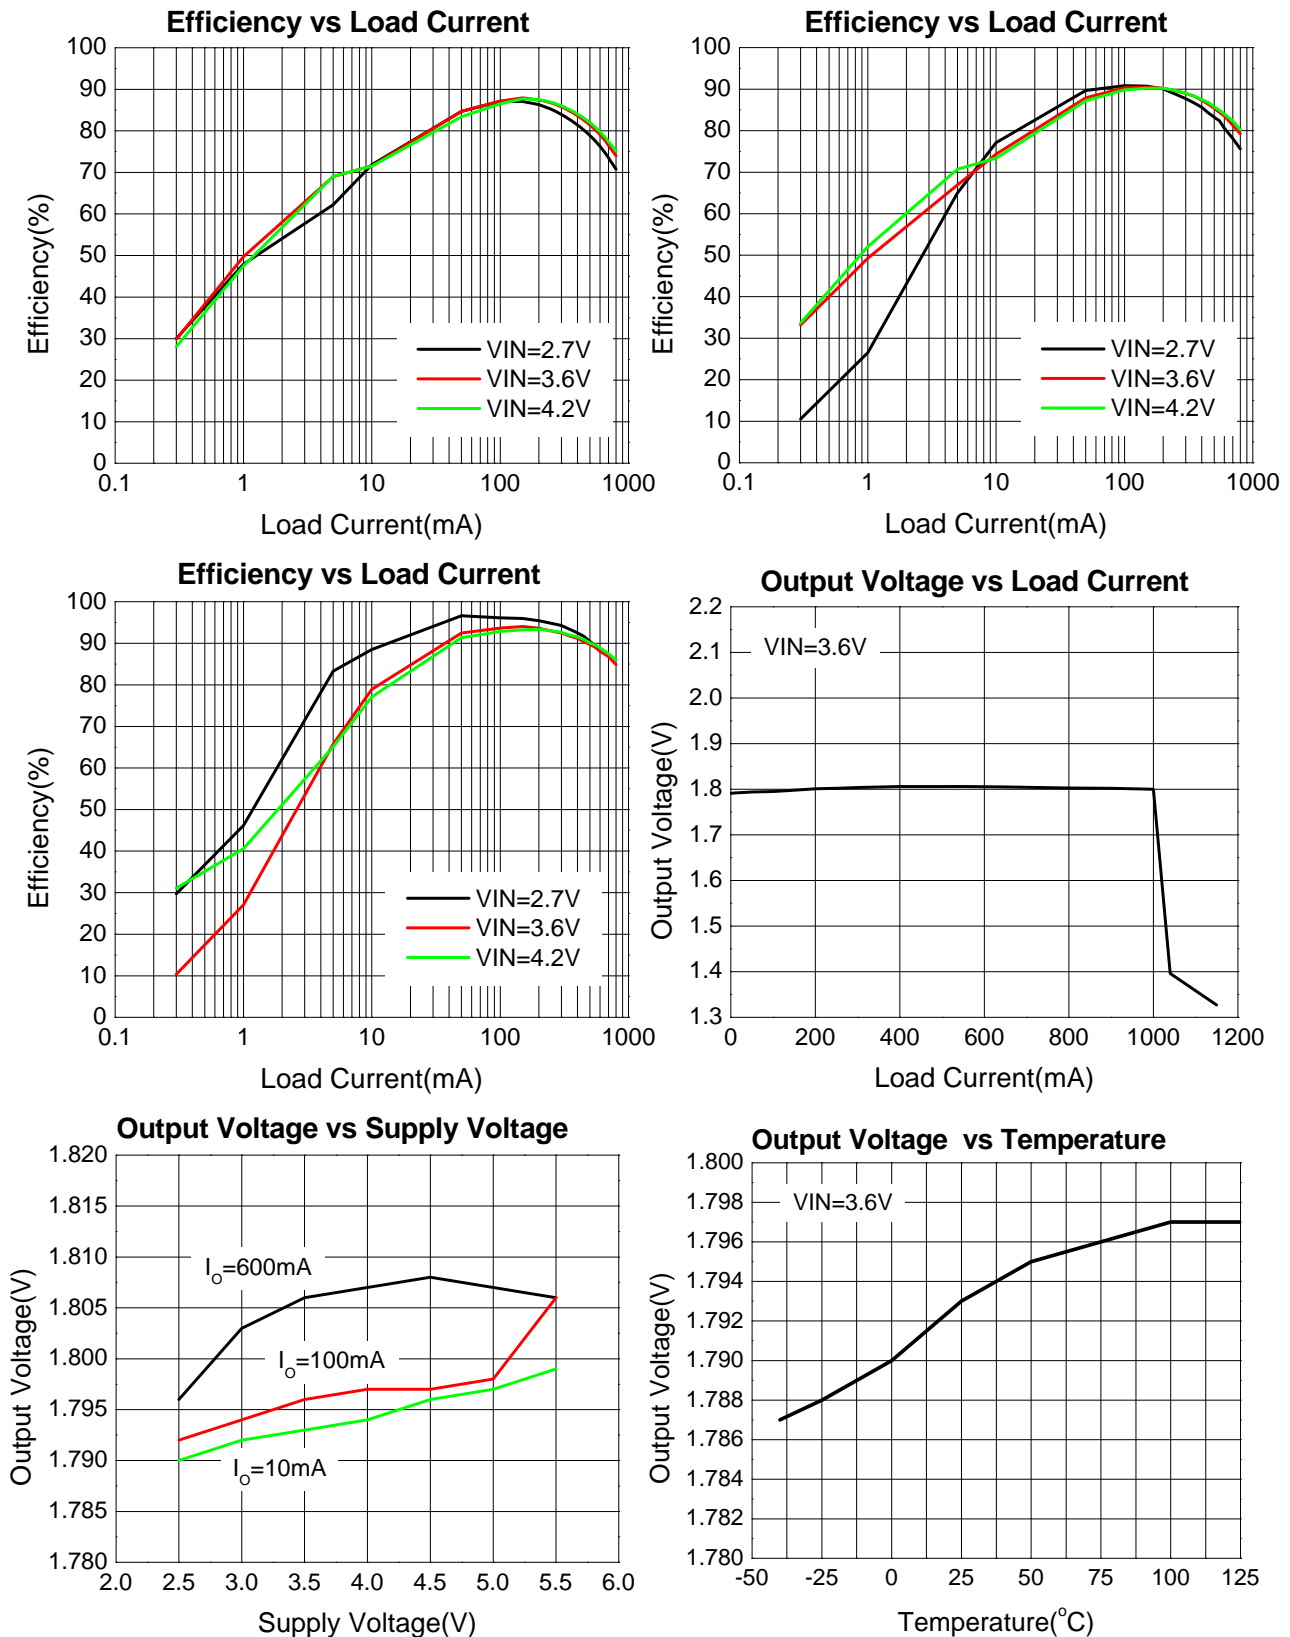 Efficiency vs Load Current
100
90
80
70
60
50
40
30
20
10
0
Efficiency(%)
VIN=2.7V
VIN=3.6V
VIN=4.2V
0.1 1 10 100 1000
Load Current(mA)
Efficiency vs Load Current
100
90
80
70
60
50
40
30
20
10
0
Efficiency(%)
VIN=2.7V
VIN=3.6V
VIN=4.2V
0.1 1 10 100 1000
Load Current(mA)
Efficiency vs Load Current
100
90
80
70
60
50
40
30
20
10
0
Efficiency(%)
VIN=2.7V
VIN=3.6V
VIN=4.2V
0.1 1 10 100 1000
Load Current(mA)
Output Voltage vs Load Current
2.2
2.1
2.0
1.9
1.8
1.7
1.6
1.5
1.4
1.3
Output Voltage(V)
VIN=3.6V
0 200 400 600 800 1000 1200
Load Current(mA)
Output Voltage vs Supply Voltage
1.820
1.815
1.810
1.805
1.800
1.795
1.790
1.785
1.780
Output Voltage(V)
IO=600mA
IO=100mA
IO=10mA
2.0 2.5 3.0 3.5 4.0 4.5 5.0 5.5 6.0
Supply Voltage(V)
Output Voltage vs Temperature
1.800
1.798
1.796
1.794
1.792
1.790
1.788
1.786
1.784
1.782
1.780
Output Voltage(V)
VIN=3.6V
-50 -25 0 25 50 75 100 125
Temperature(°C)